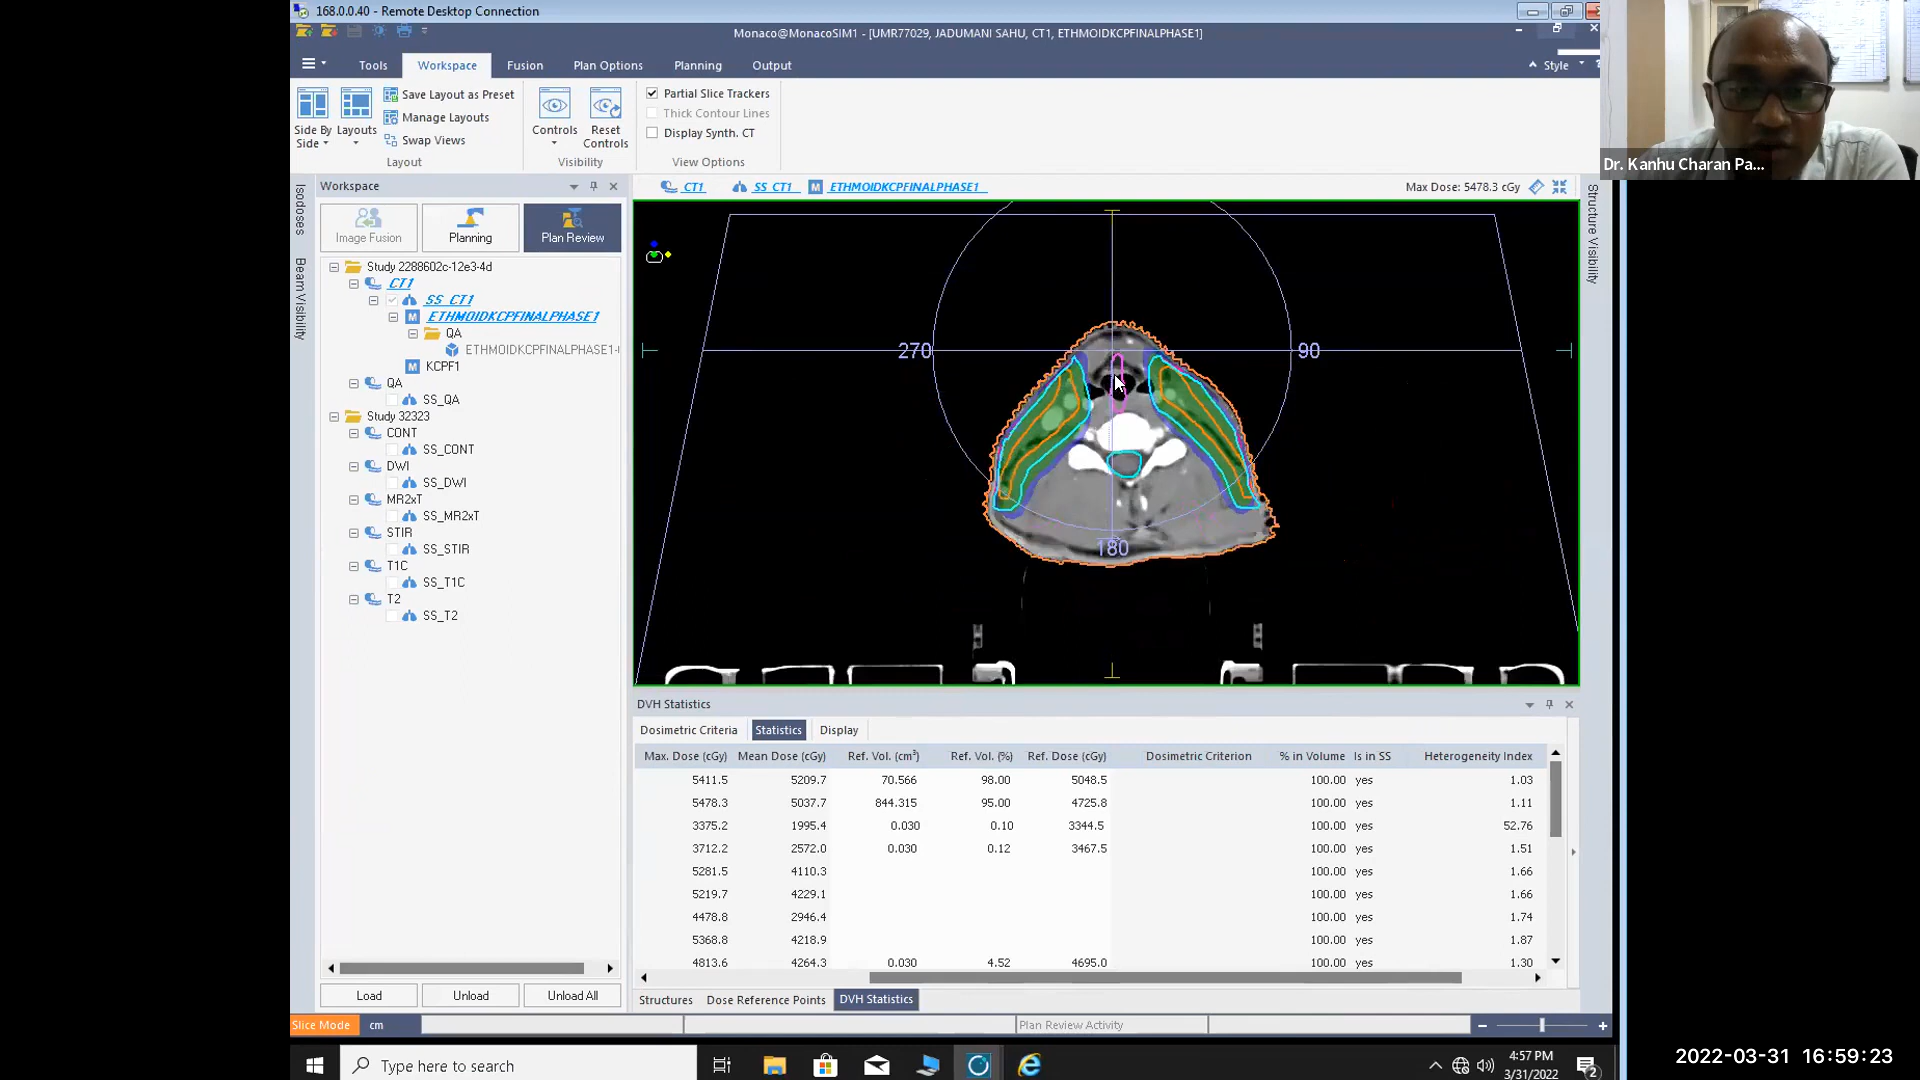 168.0.0.40 - Remote Desktop Connection
Monaco@MonacoSIM1 - [UMR77029, JADUMANI SAHU, CT1, ETHMOIDKCPFINALPHASE1]
Tools Workspace Fusion Plan Options Planning Output Style
Side By Side
Layouts
Save Layout as Preset
Manage Layouts
Swap Views
Layout
Controls
Reset Controls
Visibility
Partial Slice Trackers
Thick Contour Lines
Display Synth. CT
View Options
Dr. Kanhu Charan Pa...
Isodoses
Beam Visibility
Workspace
Image Fusion Planning Plan Review
Study 2288602c-12e3-4d
CT1
SS_CT1
M ETHMOIDKCPFINALPHASE1
QA
ETHMOIDKCPFINALPHASE1-
M KCPF1
QA
SS_QA
Study 32323
CONT
SS_CONT
DWI
SS_DWI
MR2xT
SS_MR2xT
STIR
SS_STIR
T1C
SS_T1C
T2
SS_T2
Load Unload Unload All
CT1 SS_CT1 M ETHMOIDKCPFINALPHASE1 Max Dose: 5478.3 cGy
Structure Visibility
270 90
180
DVH Statistics
Dosimetric Criteria Statistics Display
Max. Dose (cGy) Mean Dose (cGy) Ref. Vol. (cm³) Ref. Vol. (%) Ref. Dose (cGy) Dosimetric Criterion % in Volume Is in SS Heterogeneity Index
5411.5 5209.7 70.566 98.00 5048.5 100.00 yes 1.03
5478.3 5037.7 844.315 95.00 4725.8 100.00 yes 1.11
3375.2 1995.4 0.030 0.10 3344.5 100.00 yes 52.76
3712.2 2572.0 0.030 0.12 3467.5 100.00 yes 1.51
5281.5 4110.3 100.00 yes 1.66
5219.7 4229.1 100.00 yes 1.66
4478.8 2946.4 100.00 yes 1.74
5368.8 4218.9 100.00 yes 1.87
4813.6 4264.3 0.030 4.52 4695.0 100.00 yes 1.30
Structures Dose Reference Points DVH Statistics
Slice Mode cm Plan Review Activity
Type here to search
4:57 PM
3/31/2022
2
2022-03-31 16:59:23